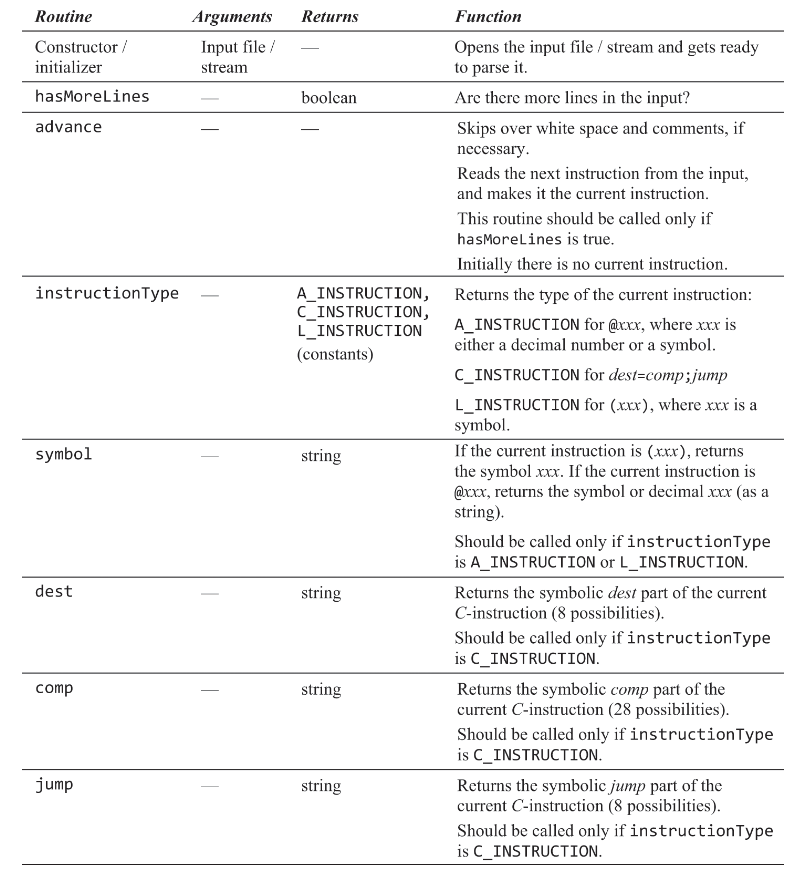 Routine Arguments Returns Function
Constructor / Input file / — Opens the input file / stream and gets ready
initializer stream to parse it.
hasMoreLines — boolean Are there more lines in the input?
advance — — Skips over white space and comments, if
necessary.
Reads the next instruction from the input,
and makes it the current instruction.
This routine should be called only if
hasMoreLines is true.
Initially there is no current instruction.
instructionType — A_INSTRUCTION, Returns the type of the current instruction:
C_INSTRUCTION,
L_INSTRUCTION
(constants)
A_INSTRUCTION for @xxx, where xxx is
either a decimal number or a symbol.
C_INSTRUCTION for dest=comp;jump
L_INSTRUCTION for (xxx), where xxx is a
symbol.
symbol — string If the current instruction is (xxx), returns
the symbol xxx. If the current instruction is
@xxx, returns the symbol or decimal xxx (as a
string).
Should be called only if instructionType
is A_INSTRUCTION or L_INSTRUCTION.
dest — string Returns the symbolic dest part of the current
C-instruction (8 possibilities).
Should be called only if instructionType
is C_INSTRUCTION.
comp — string Returns the symbolic comp part of the
current C-instruction (28 possibilities).
Should be called only if instructionType
is C_INSTRUCTION.
jump — string Returns the symbolic jump part of the
current C-instruction (8 possibilities).
Should be called only if instructionType
is C_INSTRUCTION.